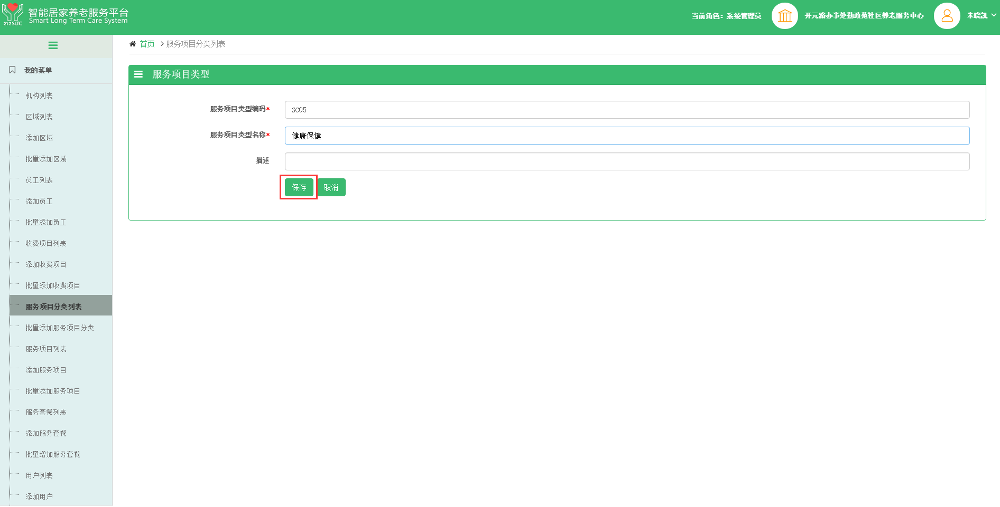 智能居家养老服务平台
Smart Long Term Care System
212SLTC
当前角色：系统管理员
开元路办事处勤政苑社区养老服务中心
朱晓凯
首页 > 服务项目分类列表
我的菜单
机构列表
区域列表
添加区域
批量添加区域
员工列表
添加员工
批量添加员工
收费项目列表
添加收费项目
批量添加收费项目
服务项目分类列表
批量添加服务项目分类
服务项目列表
添加服务项目
批量添加服务项目
服务套餐列表
添加服务套餐
批量增加服务套餐
用户列表
添加用户
服务项目类型
服务项目类型编码* SC05
服务项目类型名称* 健康保健
描述
保存 取消